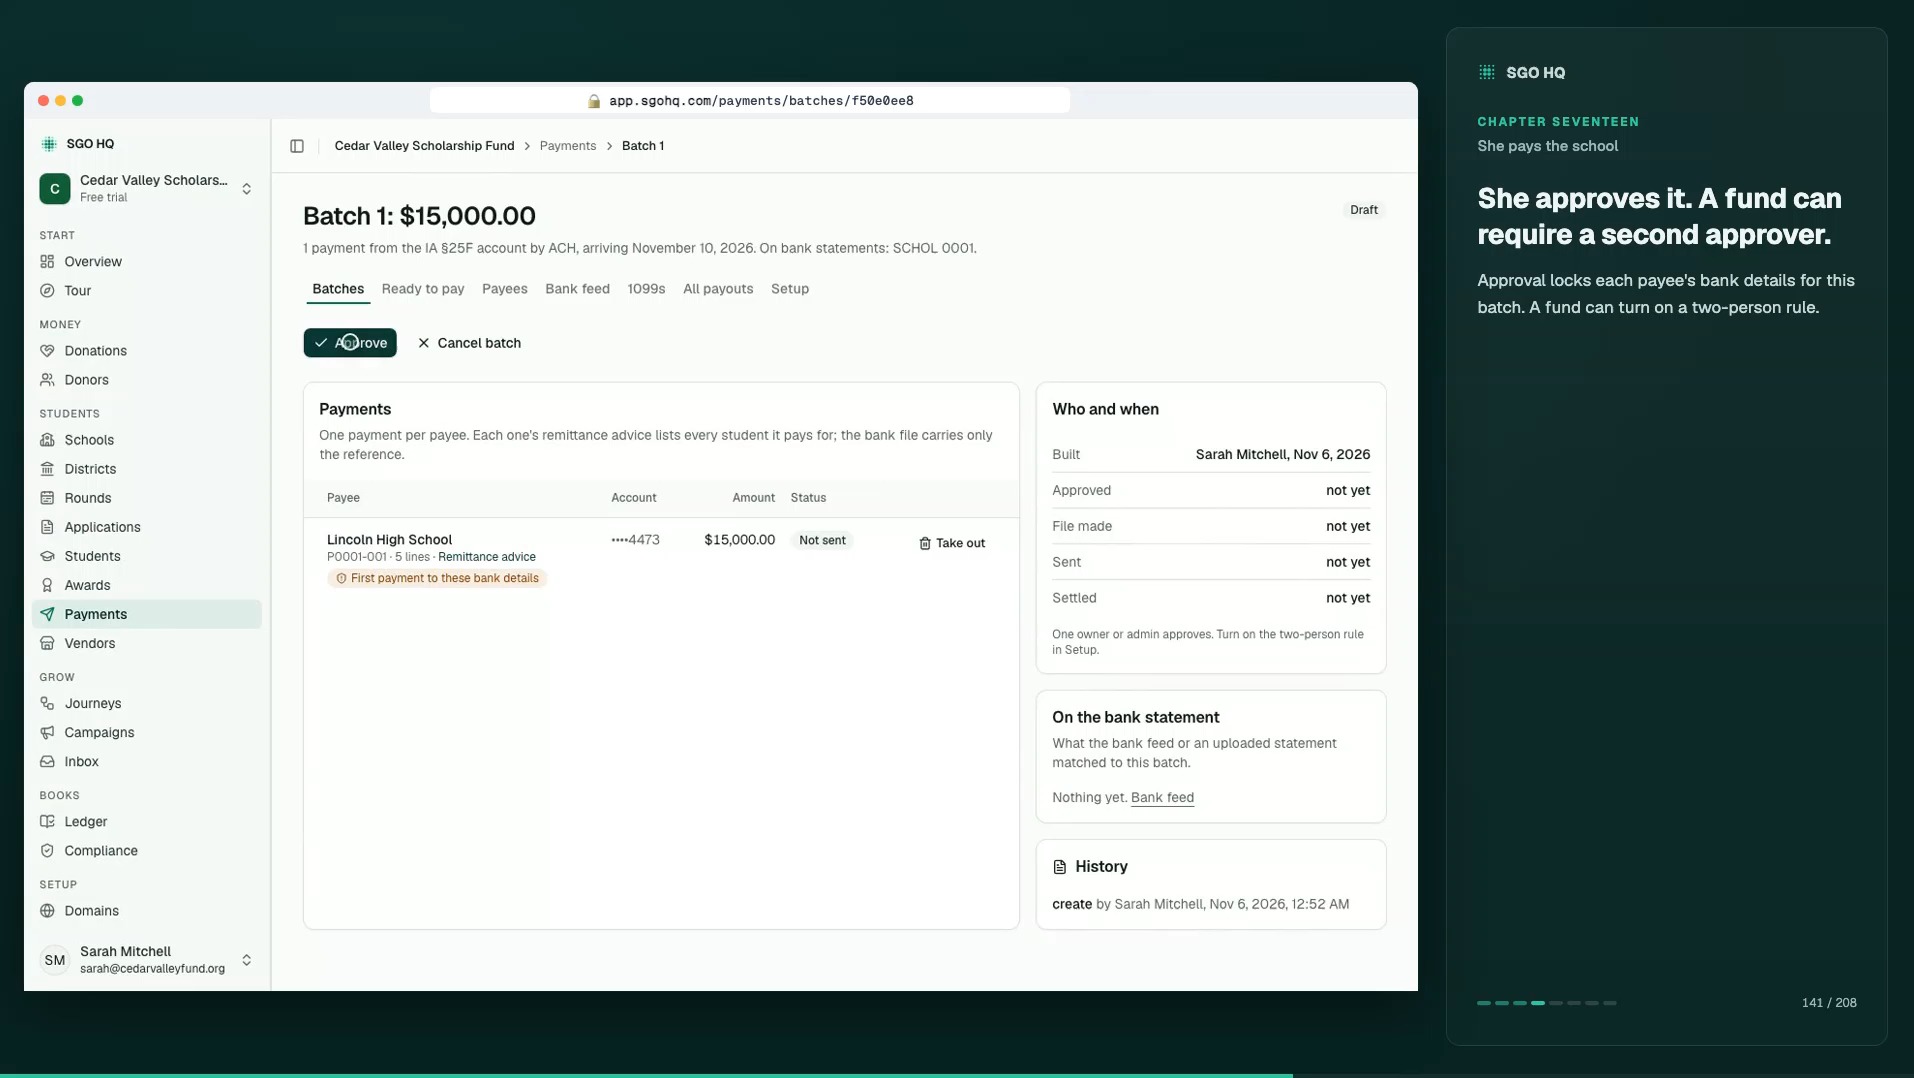 app.sgohq.com/payments/batches/f50e0ee8
SGO HQ
Cedar Valley Scholars...
Free trial
C
START
Overview
Tour
MONEY
Donations
Donors
STUDENTS
Schools
Districts
Rounds
Applications
Students
Awards
Payments
Vendors
GROW
Journeys
Campaigns
Inbox
BOOKS
Ledger
Compliance
SETUP
Domains
SM
Sarah Mitchell
sarah@cedarvalleyfund.org
Cedar Valley Scholarship Fund > Payments > Batch 1
Batch 1: $15,000.00
Draft
1 payment from the IA §25F account by ACH, arriving November 10, 2026. On bank statements: SCHOL 0001.
Batches Ready to pay Payees Bank feed 1099s All payouts Setup
Approve Cancel batch
Payments
One payment per payee. Each one's remittance advice lists every student it pays for; the bank file carries only
the reference.
Payee Account Amount Status
Lincoln High School ••••4473 $15,000.00 Not sent Take out
P0001-001 · 5 lines · Remittance advice
First payment to these bank details
Who and when
Built Sarah Mitchell, Nov 6, 2026
Approved not yet
File made not yet
Sent not yet
Settled not yet
One owner or admin approves. Turn on the two-person rule
in Setup.
On the bank statement
What the bank feed or an uploaded statement
matched to this batch.
Nothing yet. Bank feed
History
create by Sarah Mitchell, Nov 6, 2026, 12:52 AM
SGO HQ
CHAPTER SEVENTEEN
She pays the school
She approves it. A fund can
require a second approver.
Approval locks each payee's bank details for this
batch. A fund can turn on a two-person rule.
141 / 208